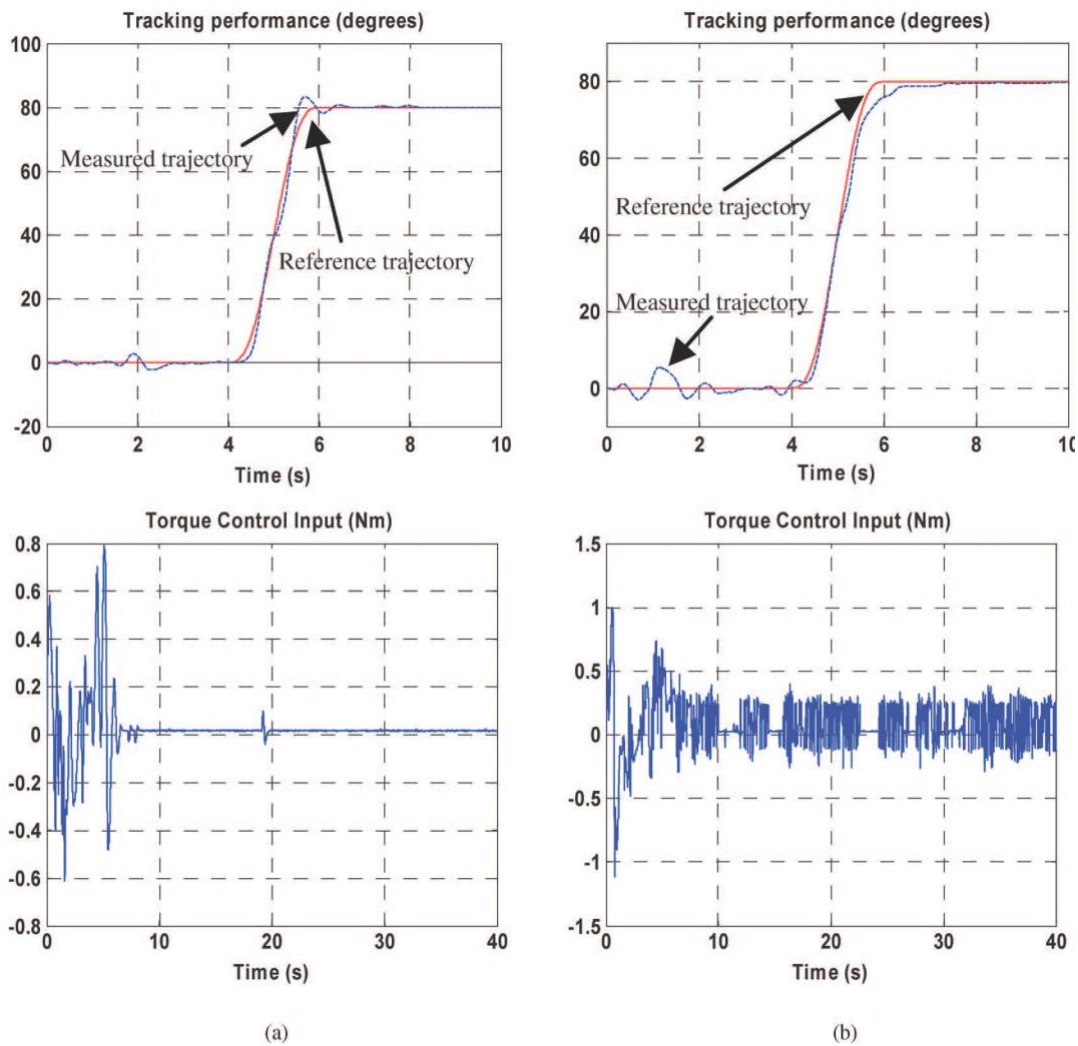 Tracking performance (degrees)
100
80
60
40
20
0
-20
0 2 4 6 8 10
Time (s)
Measured trajectory
Reference trajectory
Tracking performance (degrees)
80
60
40
20
0
0 2 4 6 8 10
Time (s)
Reference trajectory
Measured trajectory
Torque Control Input (Nm)
0.8
0.6
0.4
0.2
0
-0.2
-0.4
-0.6
-0.8
0 10 20 30 40
Time (s)
(a)
Torque Control Input (Nm)
1.5
1
0.5
0
-0.5
-1
-1.5
0 10 20 30 40
Time (s)
(b)